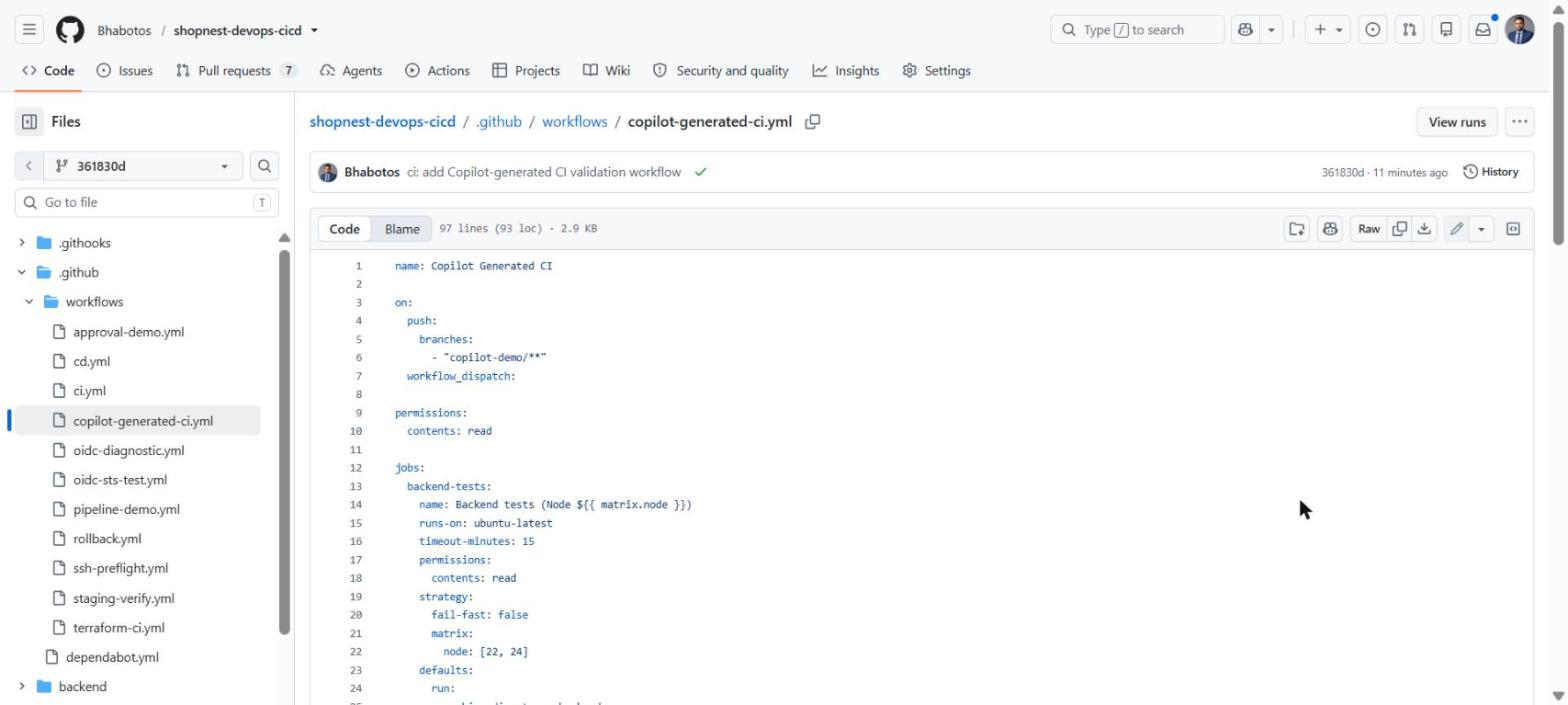 Bhabotos / shopnest-devops-cicd
Type / to search
Code
Issues
Pull requests 7
Agents
Actions
Projects
Wiki
Security and quality
Insights
Settings
Files
361830d
Go to file T
.githooks
.github
workflows
approval-demo.yml
cd.yml
ci.yml
copilot-generated-ci.yml
oidc-diagnostic.yml
oidc-sts-test.yml
pipeline-demo.yml
rollback.yml
ssh-preflight.yml
staging-verify.yml
terraform-ci.yml
dependabot.yml
backend
shopnest-devops-cicd / .github / workflows / copilot-generated-ci.yml
View runs
Bhabotos ci: add Copilot-generated CI validation workflow
361830d · 11 minutes ago
History
Code Blame 97 lines (93 loc) · 2.9 KB
Raw
1 name: Copilot Generated CI
2
3 on:
4 push:
5 branches:
6 - "copilot-demo/**"
7 workflow_dispatch:
8
9 permissions:
10 contents: read
11
12 jobs:
13 backend-tests:
14 name: Backend tests (Node ${{ matrix.node }})
15 runs-on: ubuntu-latest
16 timeout-minutes: 15
17 permissions:
18 contents: read
19 strategy:
20 fail-fast: false
21 matrix:
22 node: [22, 24]
23 defaults:
24 run: